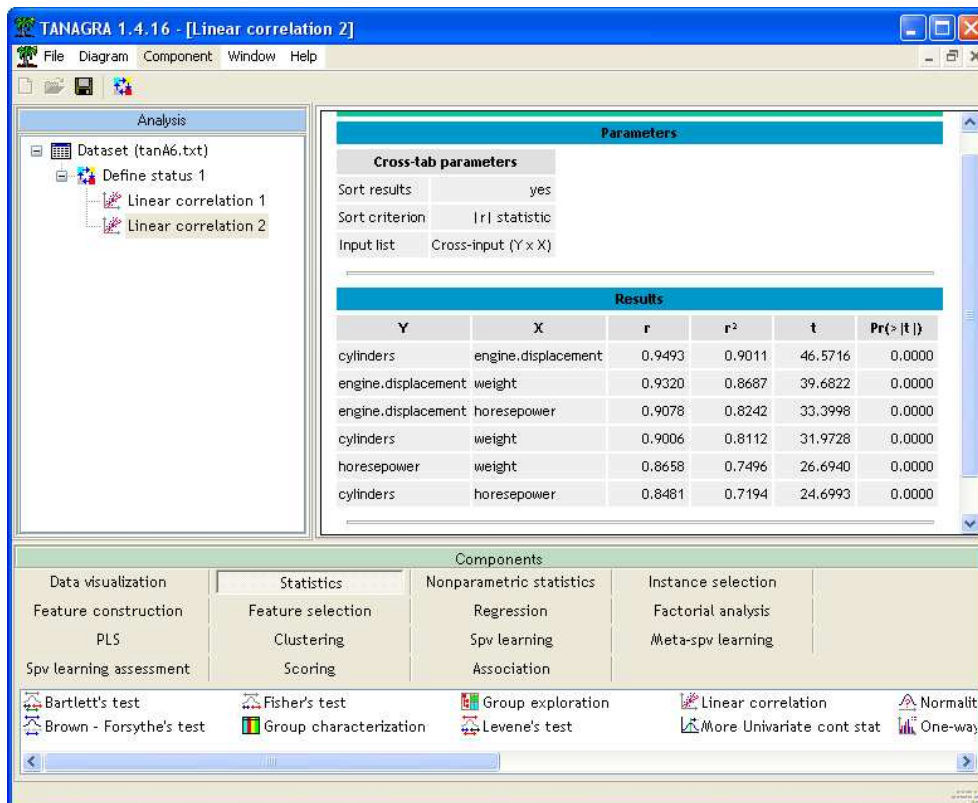 TANAGRA 1.4.16 - [Linear correlation 2]
File Diagram Component Window Help
Analysis
Dataset (tanA6.txt)
Define status 1
Linear correlation 1
Linear correlation 2
Parameters
Cross-tab parameters
Sort results yes
Sort criterion |r| statistic
Input list Cross-input (Y x X)
Results
Y X r r² t Pr(>|t|)
cylinders engine.displacement 0.9493 0.9011 46.5716 0.0000
engine.displacement weight 0.9320 0.8687 39.6822 0.0000
engine.displacement horesepower 0.9078 0.8242 33.3998 0.0000
cylinders weight 0.9006 0.8112 31.9728 0.0000
horesepower weight 0.8658 0.7496 26.6940 0.0000
cylinders horesepower 0.8481 0.7194 24.6993 0.0000
Components
Data visualization Statistics Nonparametric statistics Instance selection
Feature construction Feature selection Regression Factorial analysis
PLS Clustering Spv learning Meta-spv learning
Spv learning assessment Scoring Association
Bartlett's test Fisher's test Group exploration Linear correlation Normalit
Brown - Forsythe's test Group characterization Levene's test More Univariate cont stat One-way